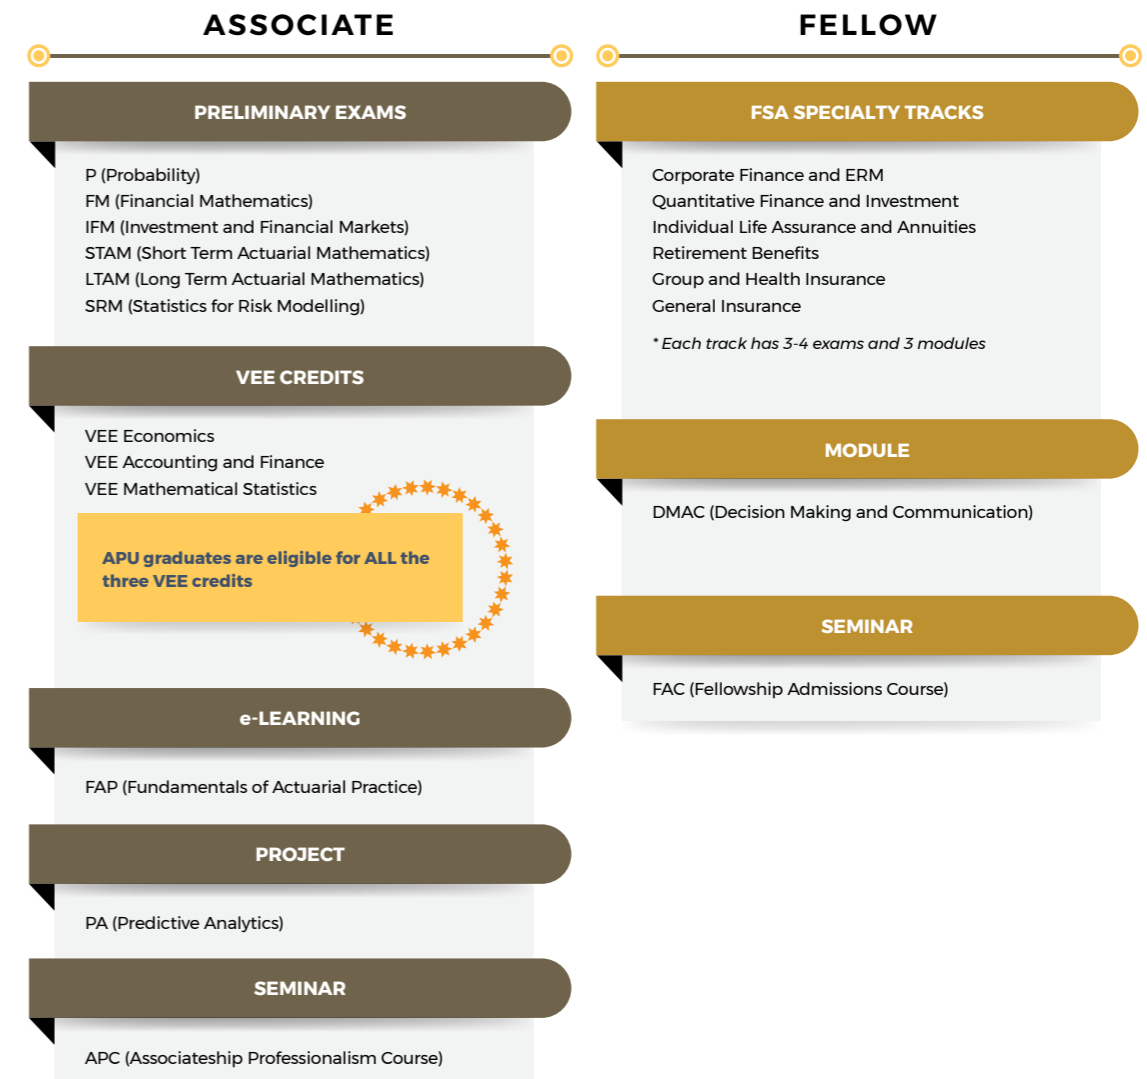 ASSOCIATE
PRELIMINARY EXAMS
P (Probability)
FM (Financial Mathematics)
IFM (Investment and Financial Markets)
STAM (Short Term Actuarial Mathematics)
LTAM (Long Term Actuarial Mathematics)
SRM (Statistics for Risk Modelling)
VEE CREDITS
VEE Economics
VEE Accounting and Finance
VEE Mathematical Statistics
APU graduates are eligible for ALL the
three VEE credits
e-LEARNING
FAP (Fundamentals of Actuarial Practice)
PROJECT
PA (Predictive Analytics)
SEMINAR
APC (Associateship Professionalism Course)
FELLOW
FSA SPECIALTY TRACKS
Corporate Finance and ERM
Quantitative Finance and Investment
Individual Life Assurance and Annuities
Retirement Benefits
Group and Health Insurance
General Insurance
* Each track has 3-4 exams and 3 modules
MODULE
DMAC (Decision Making and Communication)
SEMINAR
FAC (Fellowship Admissions Course)